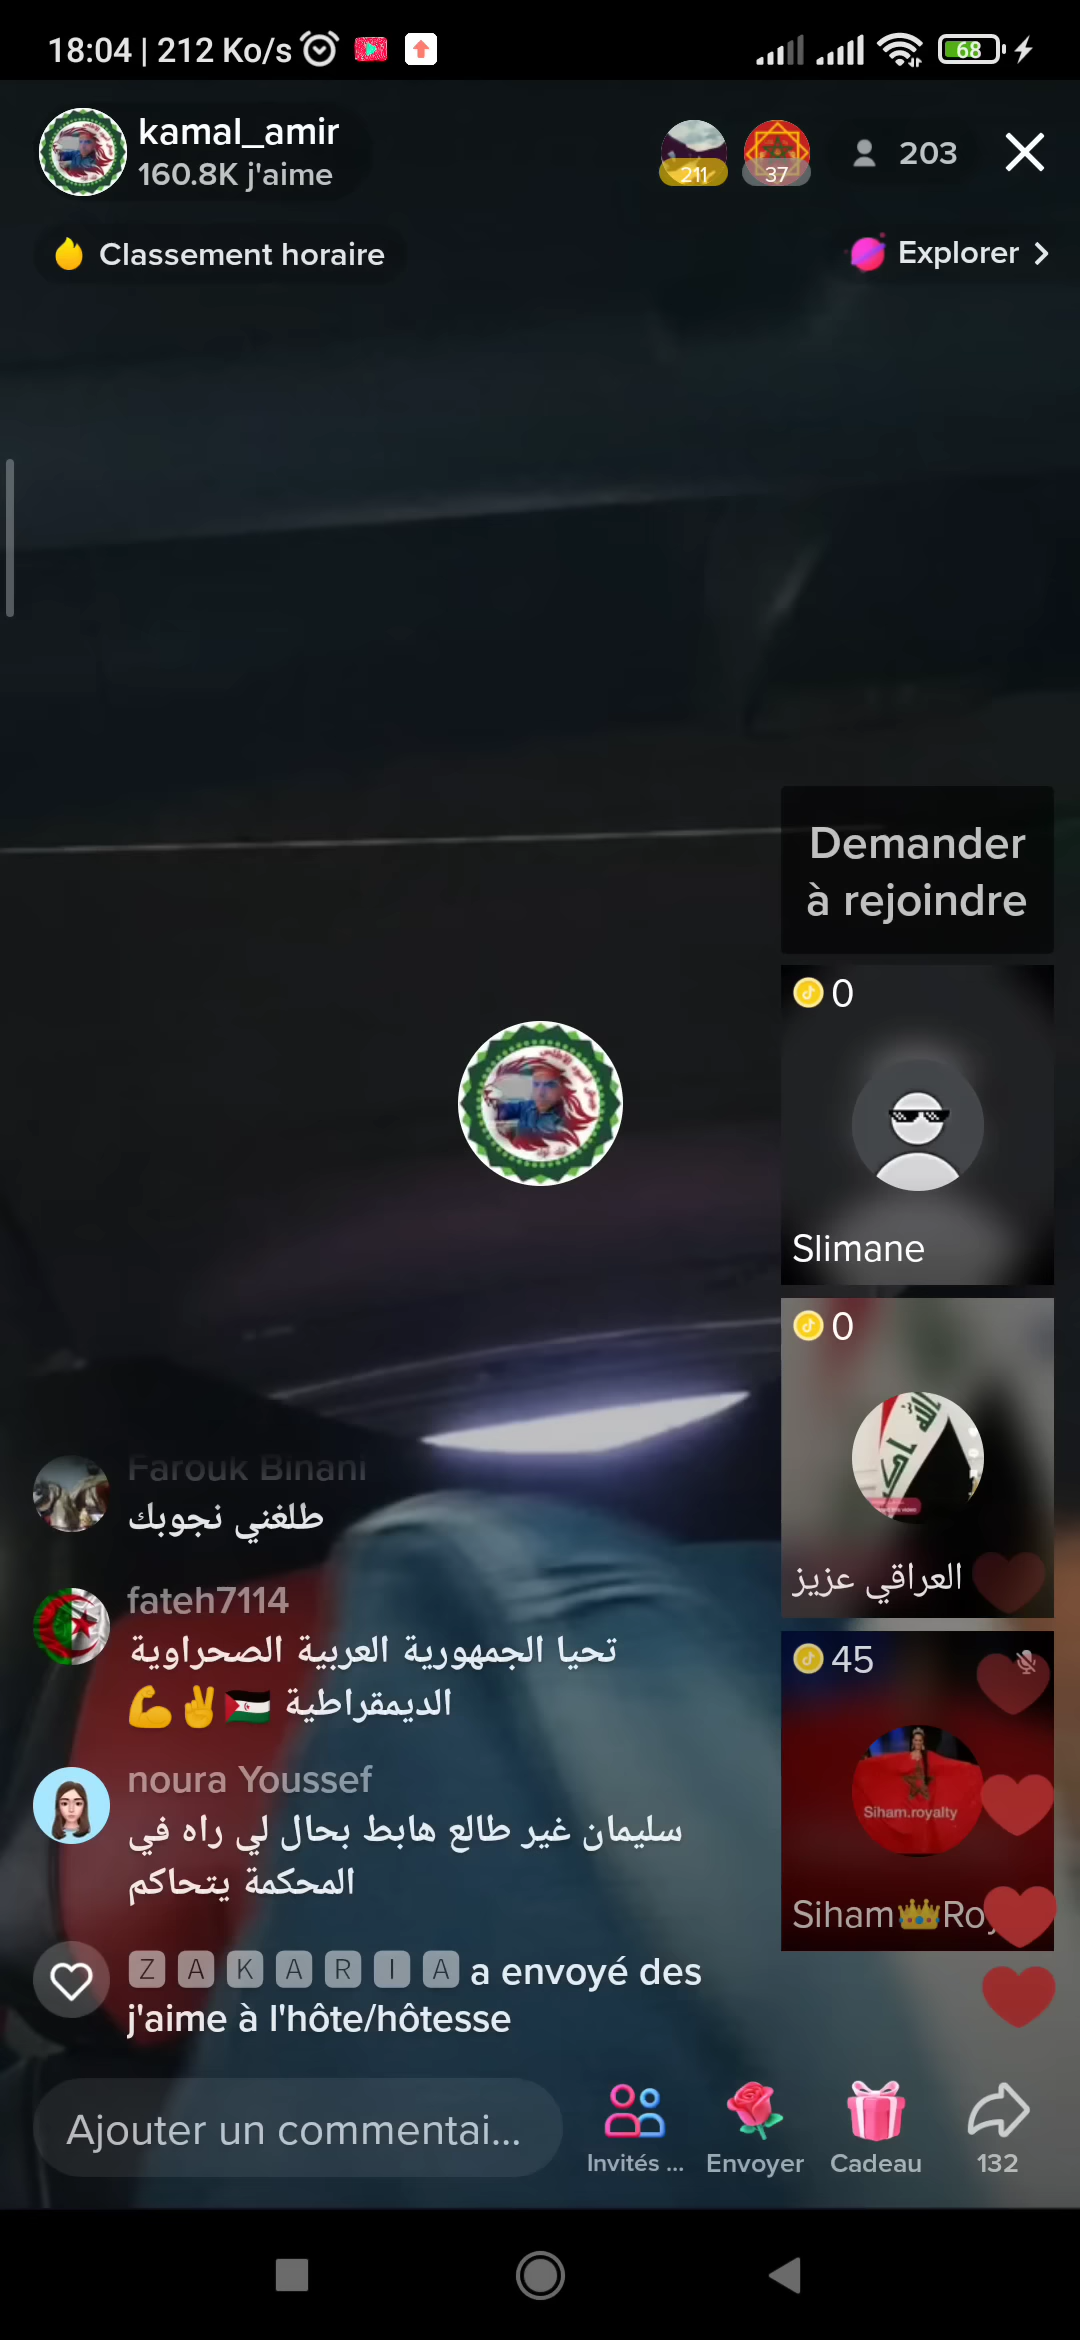 18:04 | 212 Ko/s
68
kamal_amir
160.8K j'aime
211
37
203
Classement horaire
Explorer
Demander
à rejoindre
0
Slimane
0
العراقي عزيز
45
Siham.royalty
Siham👑Ro
Farouk Binani
طلغني نجوبك
fateh7114
تحيا الجمهورية العربية الصحراوية
الديمقراطية 🇪🇭✌💪
noura Youssef
سليمان غير طالع هابط بحال لي راه في
المحكمة يتحاكم
🅉🄰🄺🄰🅁🄸🄰 a envoyé des
j'aime à l'hôte/hôtesse
Ajouter un commentai...
Invités ...
Envoyer
Cadeau
132